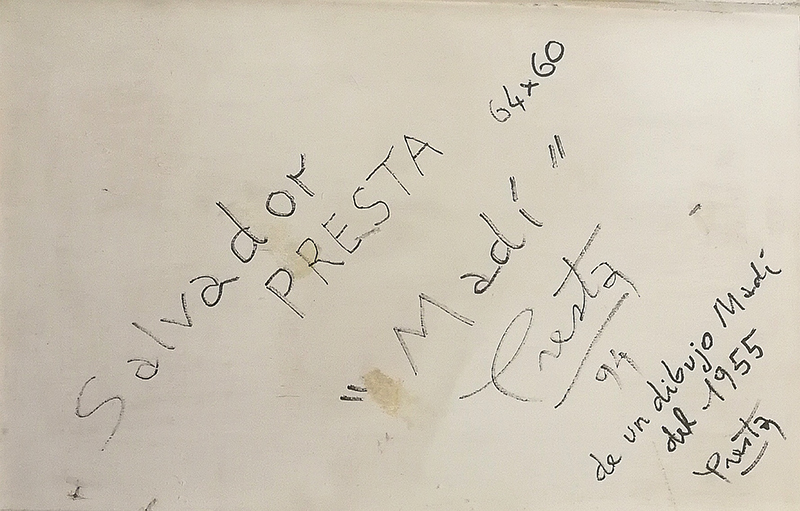 Salvador
PRESTA
64x60
"Madí"
Presta
94
de un dibujo Madí
del 1955
Presta